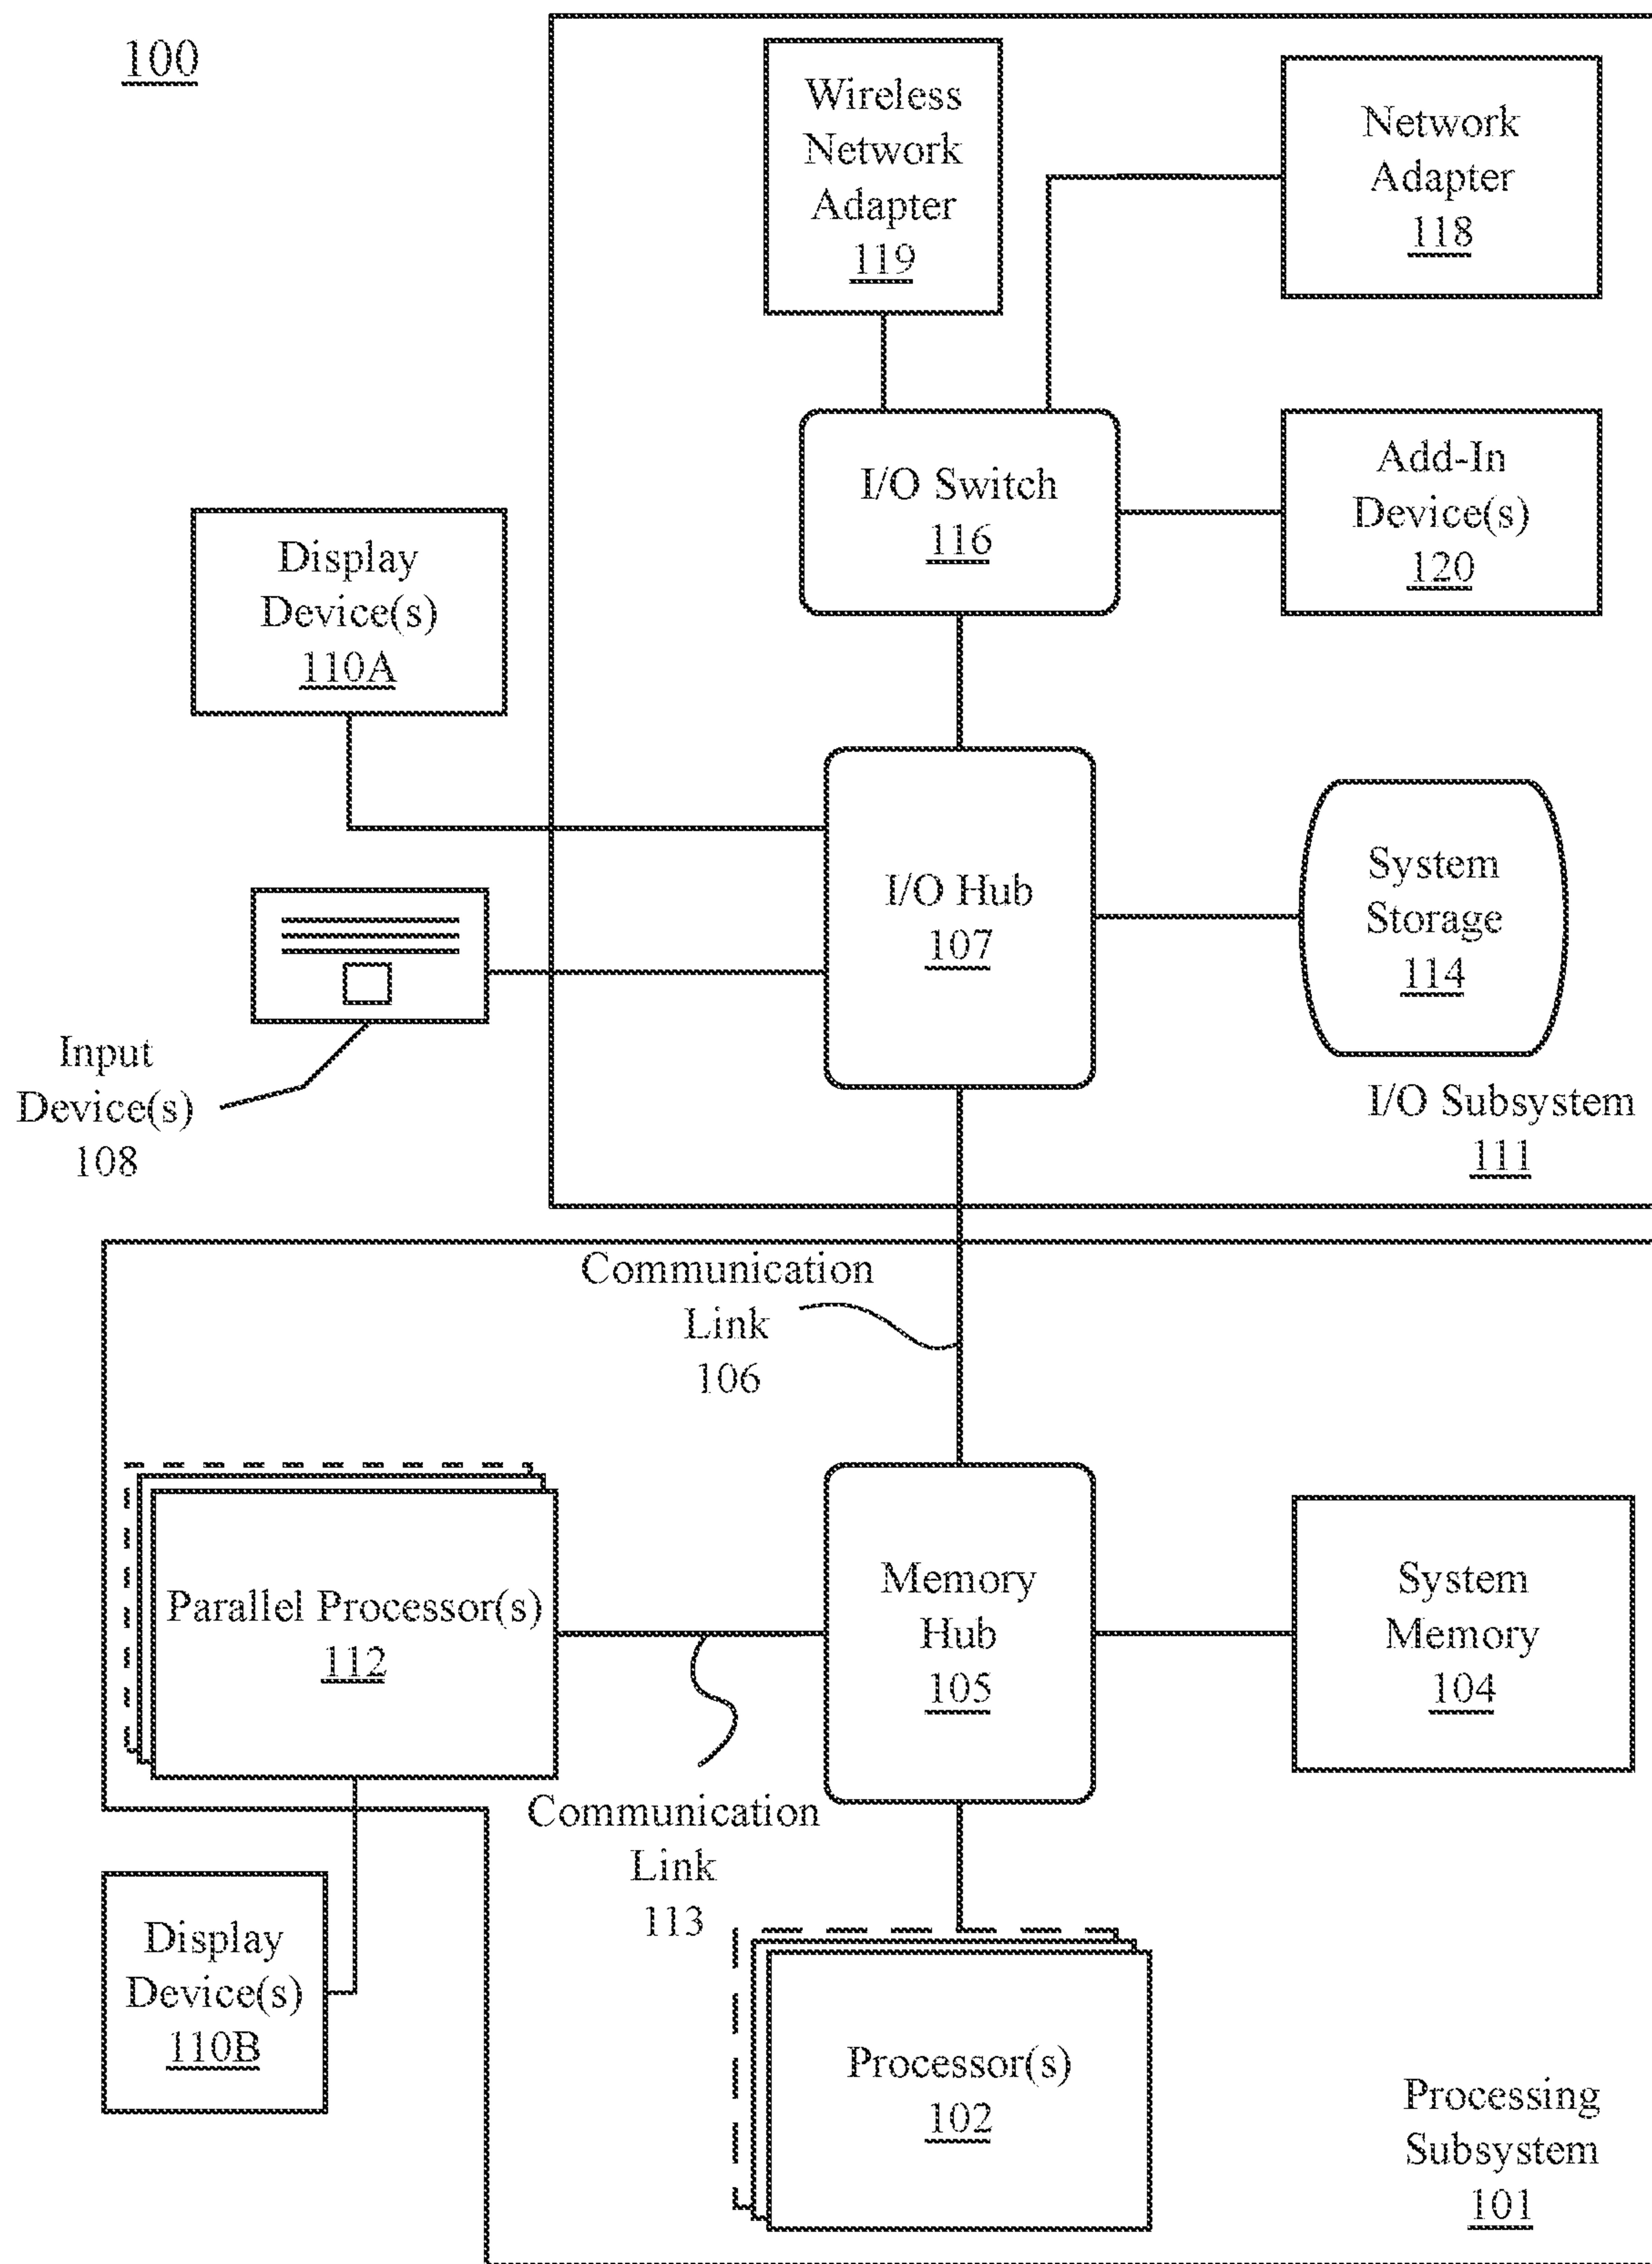 100
Wireless
Network
Adapter
119
Network
Adapter
118
I/O Switch
116
Add-In
Device(s)
120
Display
Device(s)
110A
I/O Hub
107
System
Storage
114
Input
Device(s)
108
I/O Subsystem
111
Communication
Link
106
Parallel Processor(s)
112
Memory
Hub
105
System
Memory
104
Communication
Link
113
Display
Device(s)
110B
Processor(s)
102
Processing
Subsystem
101